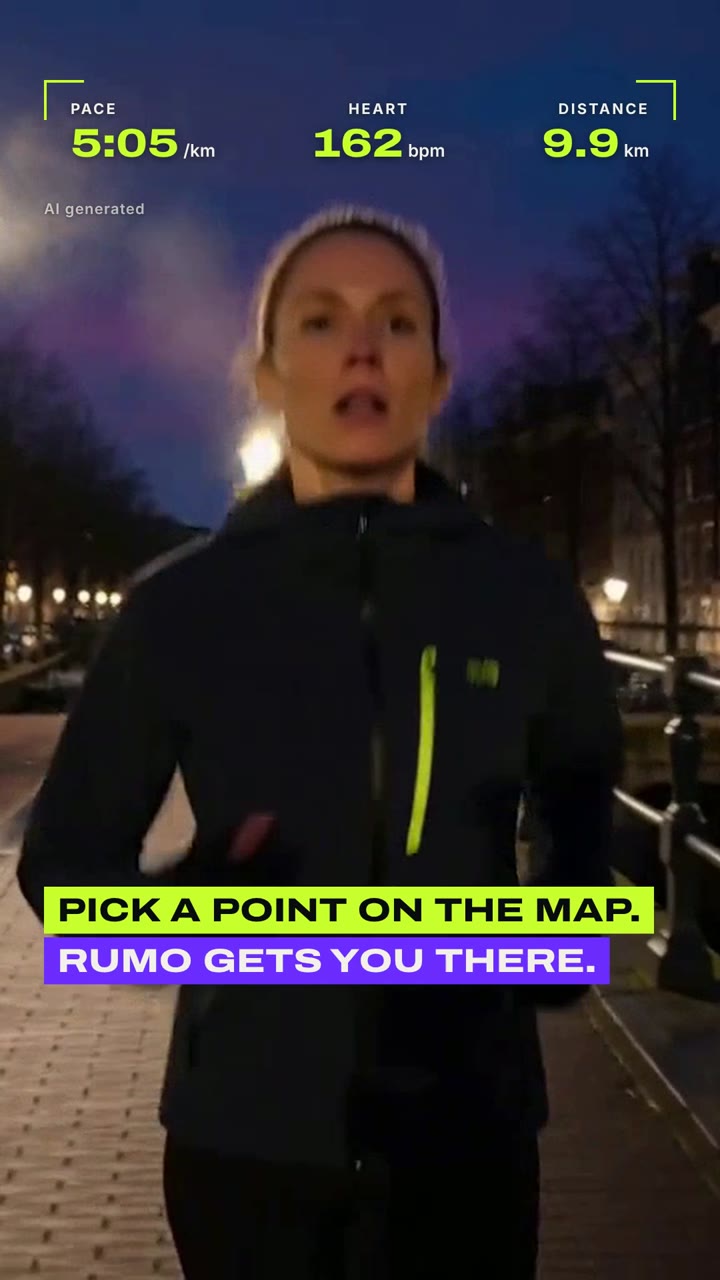 PACE HEART DISTANCE
5:05 /km 162 bpm 9.9 km
AI generated
PICK A POINT ON THE MAP.
RUMO GETS YOU THERE.